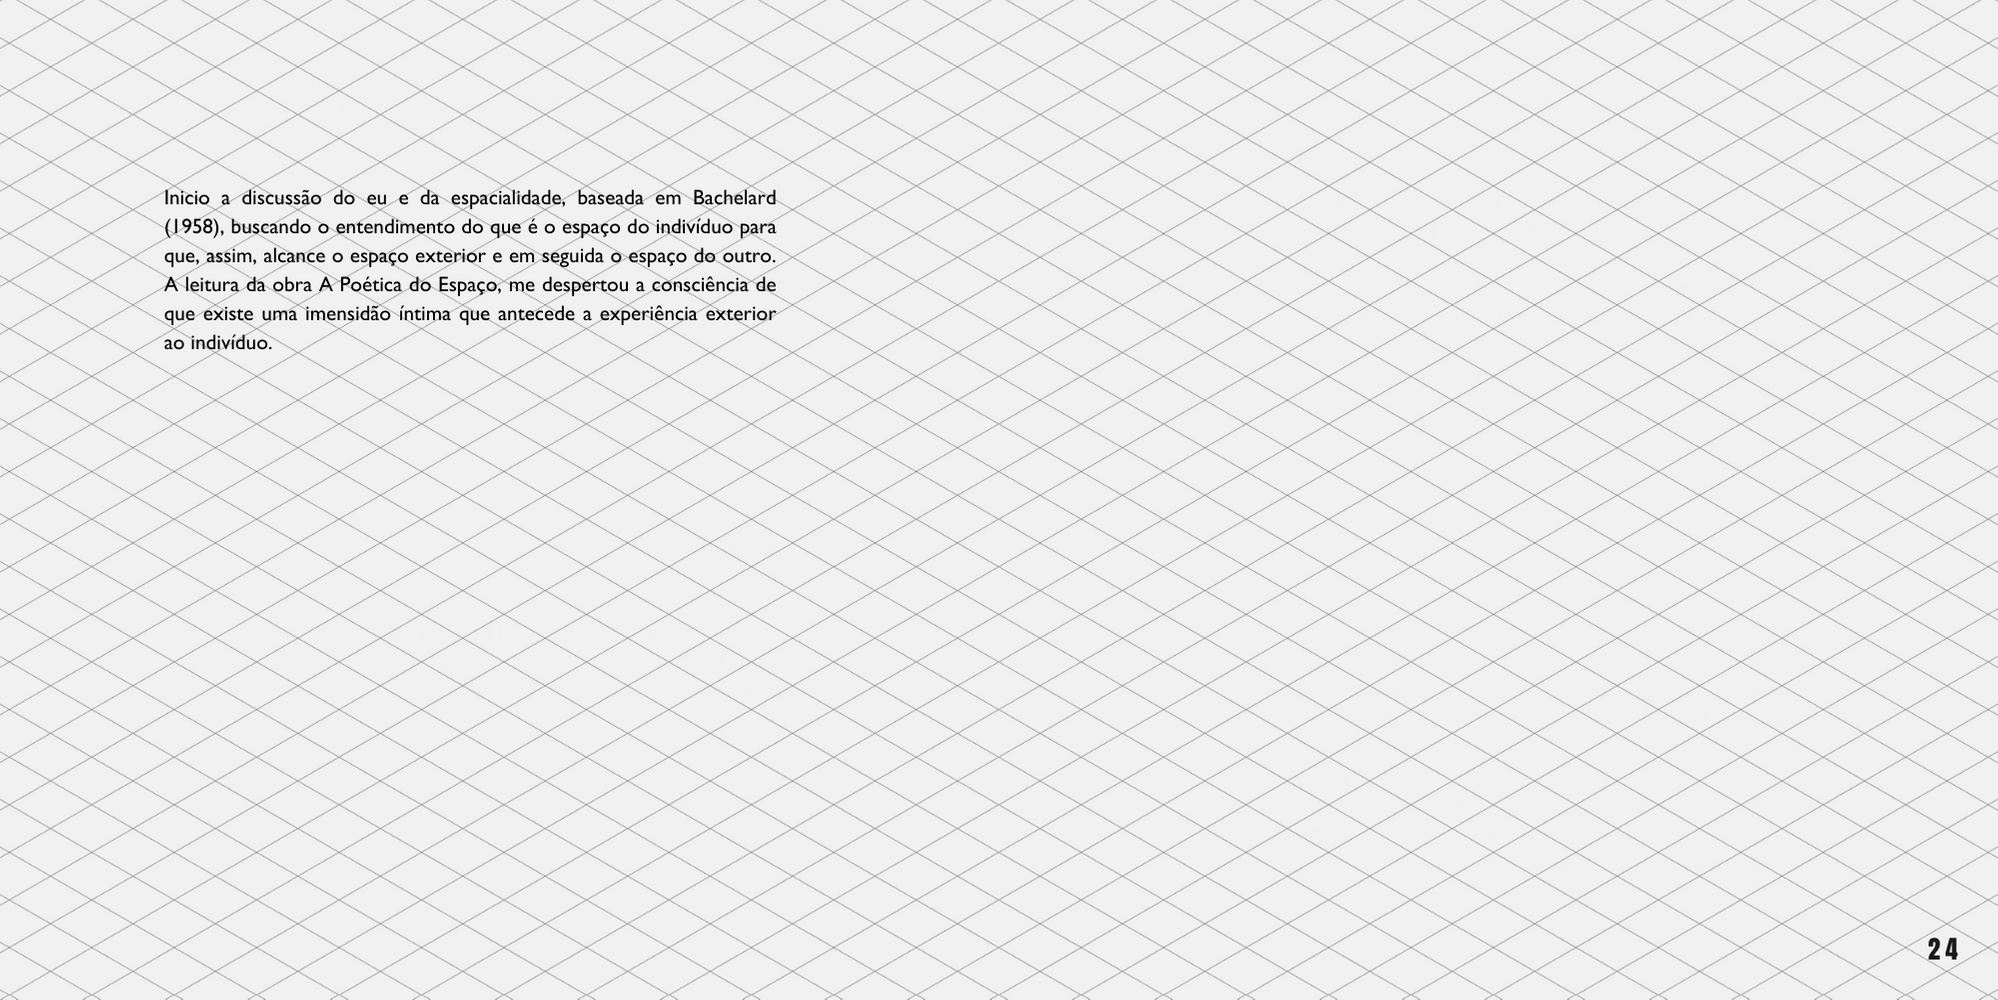 Inicio a discussão do eu e da espacialidade, baseada em Bachelard
(1958), buscando o entendimento do que é o espaço do indivíduo para
que, assim, alcance o espaço exterior e em seguida o espaço do outro.
A leitura da obra A Poética do Espaço, me despertou a consciência de
que existe uma imensidão íntima que antecede a experiência exterior
ao indivíduo.
24